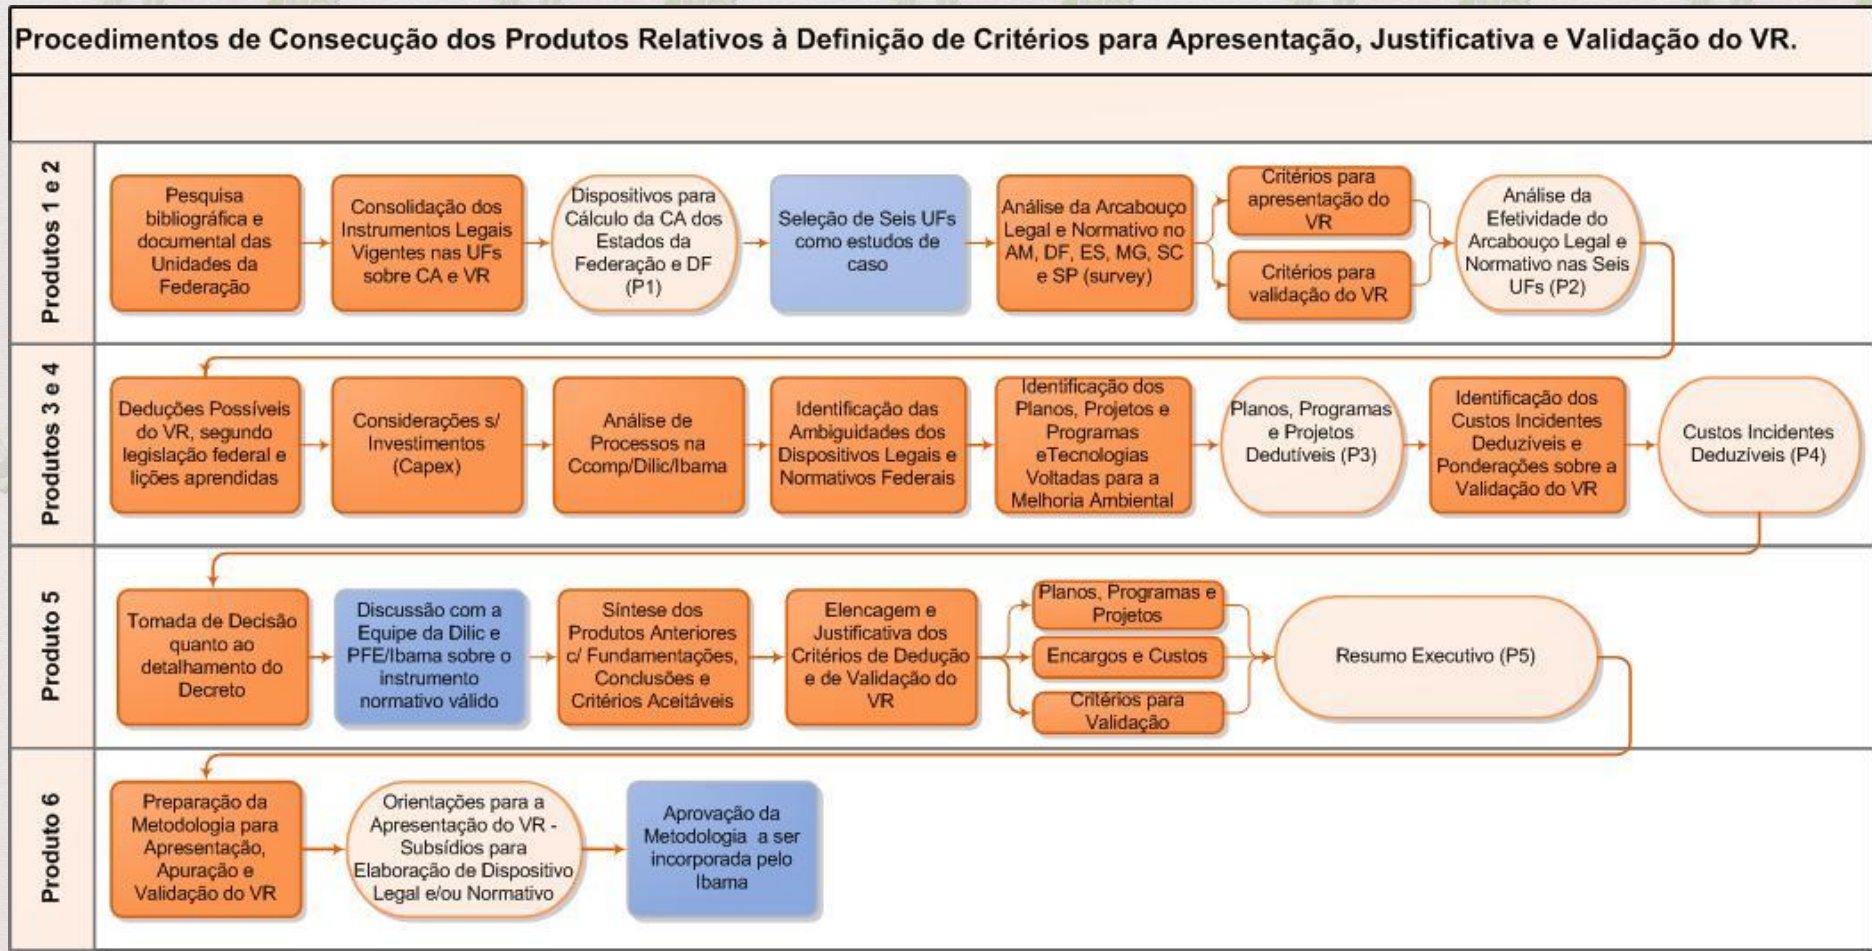 Procedimentos de Consecução dos Produtos Relativos à Definição de Critérios para Apresentação, Justificativa e Validação do VR.
Produtos 1 e 2
Pesquisa
bibliográfica e
documental das
Unidades da
Federação
Consolidação dos
Instrumentos Legais
Vigentes nas UFs
sobre CA e VR
Dispositivos para
Cálculo da CA dos
Estados da
Federação e DF
(P1)
Seleção de Seis UFs
como estudos de
caso
Análise da Arcabouço
Legal e Normativo no
AM, DF, ES, MG, SC
e SP (survey)
Critérios para
apresentação do
VR
Critérios para
validação do VR
Análise da
Efetividade do
Arcabouço Legal e
Normativo nas Seis
UFs (P2)
Produtos 3 e 4
Deduções Possíveis
do VR, segundo
legislação federal e
lições aprendidas
Considerações s/
Investimentos
(Capex)
Análise de
Processos na
Ccomp/Dilic/Ibama
Identificação das
Ambiguidades dos
Dispositivos Legais e
Normativos Federais
Identificação dos
Planos, Projetos e
Programas
eTecnologias
Voltadas para a
Melhoria Ambiental
Planos, Programas
e Projetos
Dedutíveis (P3)
Identificação dos
Custos Incidentes
Deduzíveis e
Ponderações sobre a
Validação do VR
Custos Incidentes
Deduzíveis (P4)
Produto 5
Tomada de Decisão
quanto ao
detalhamento do
Decreto
Discussão com a
Equipe da Dilic e
PFE/Ibama sobre o
instrumento
normativo válido
Síntese dos
Produtos Anteriores
c/ Fundamentações,
Conclusões e
Critérios Aceitáveis
Elencagem e
Justificativa dos
Critérios de Dedução
e de Validação do
VR
Planos, Programas e
Projetos
Encargos e Custos
Critérios para
Validação
Resumo Executivo (P5)
Produto 6
Preparação da
Metodologia para
Apresentação,
Apuração e
Validação do VR
Orientações para a
Apresentação do VR -
Subsídios para
Elaboração de Dispositivo
Legal e/ou Normativo
Aprovação da
Metodologia a ser
incorporada pelo
Ibama